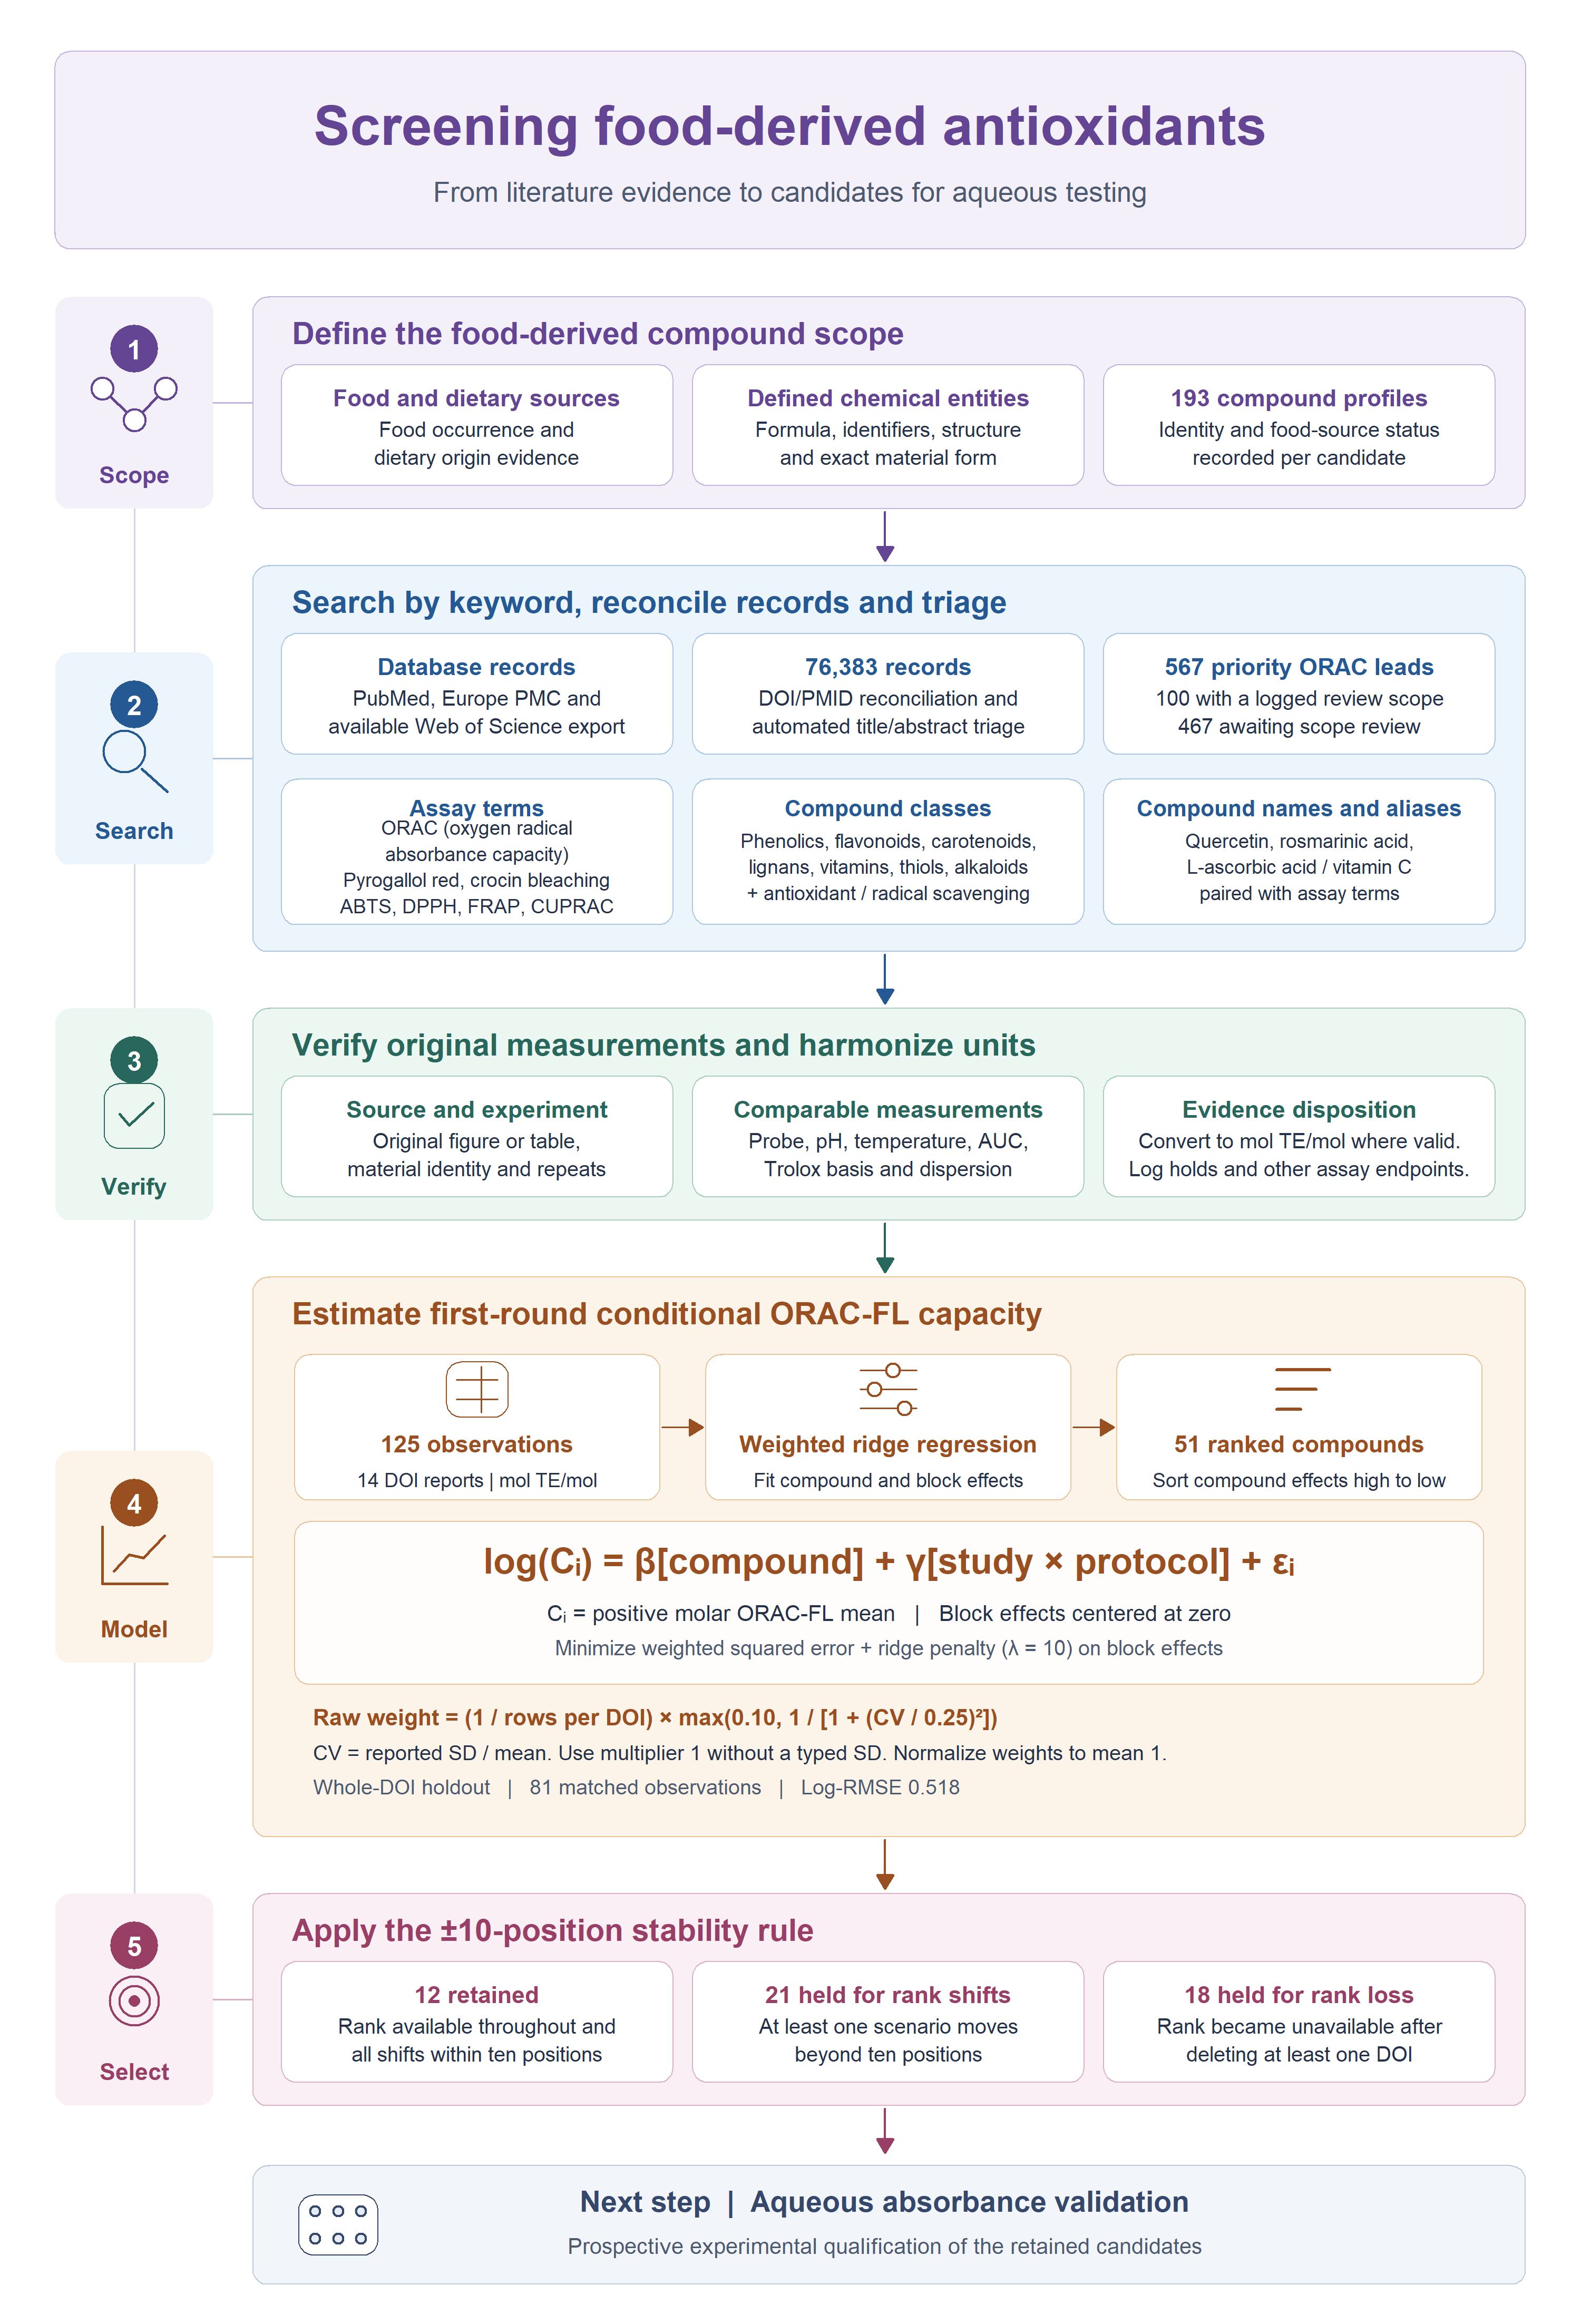 Screening food-derived antioxidants
From literature evidence to candidates for aqueous testing
1
Scope
Define the food-derived compound scope
Food and dietary sources
Food occurrence and
dietary origin evidence
Defined chemical entities
Formula, identifiers, structure
and exact material form
193 compound profiles
Identity and food-source status
recorded per candidate
2
Search
Search by keyword, reconcile records and triage
Database records
PubMed, Europe PMC and
available Web of Science export
76,383 records
DOI/PMID reconciliation and
automated title/abstract triage
567 priority ORAC leads
100 with a logged review scope
467 awaiting scope review
Assay terms
ORAC (oxygen radical
absorbance capacity)
Pyrogallol red, crocin bleaching
ABTS, DPPH, FRAP, CUPRAC
Compound classes
Phenolics, flavonoids, carotenoids,
lignans, vitamins, thiols, alkaloids
+ antioxidant / radical scavenging
Compound names and aliases
Quercetin, rosmarinic acid,
L-ascorbic acid / vitamin C
paired with assay terms
3
Verify
Verify original measurements and harmonize units
Source and experiment
Original figure or table,
material identity and repeats
Comparable measurements
Probe, pH, temperature, AUC,
Trolox basis and dispersion
Evidence disposition
Convert to mol TE/mol where valid.
Log holds and other assay endpoints.
4
Model
Estimate first-round conditional ORAC-FL capacity
125 observations
14 DOI reports | mol TE/mol
Weighted ridge regression
Fit compound and block effects
51 ranked compounds
Sort compound effects high to low
log(Cᵢ) = β[compound] + γ[study × protocol] + εᵢ
Cᵢ = positive molar ORAC-FL mean | Block effects centered at zero
Minimize weighted squared error + ridge penalty (λ = 10) on block effects
Raw weight = (1 / rows per DOI) × max(0.10, 1 / [1 + (CV / 0.25)²])
CV = reported SD / mean. Use multiplier 1 without a typed SD. Normalize weights to mean 1.
Whole-DOI holdout | 81 matched observations | Log-RMSE 0.518
5
Select
Apply the ±10-position stability rule
12 retained
Rank available throughout and
all shifts within ten positions
21 held for rank shifts
At least one scenario moves
beyond ten positions
18 held for rank loss
Rank became unavailable after
deleting at least one DOI
Next step | Aqueous absorbance validation
Prospective experimental qualification of the retained candidates